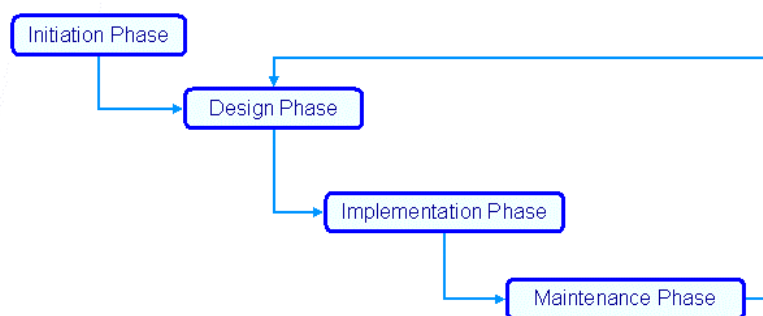 Initiation Phase
Design Phase
Implementation Phase
Maintenance Phase